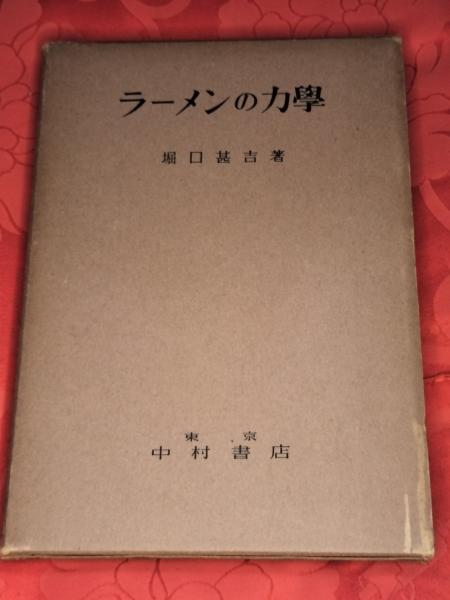 ラーメンの力學
堀口甚吉著
東京
中村書店